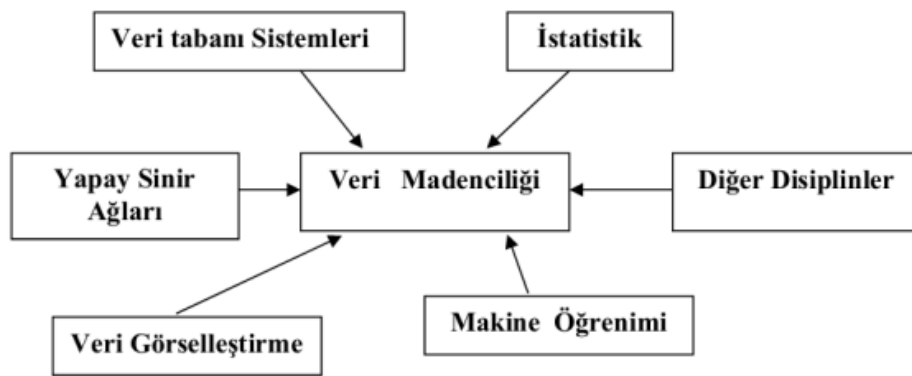 Veri tabanı Sistemleri
İstatistik
Yapay Sinir
Ağları
Veri Madenciliği
Diğer Disiplinler
Veri Görselleştirme
Makine Öğrenimi